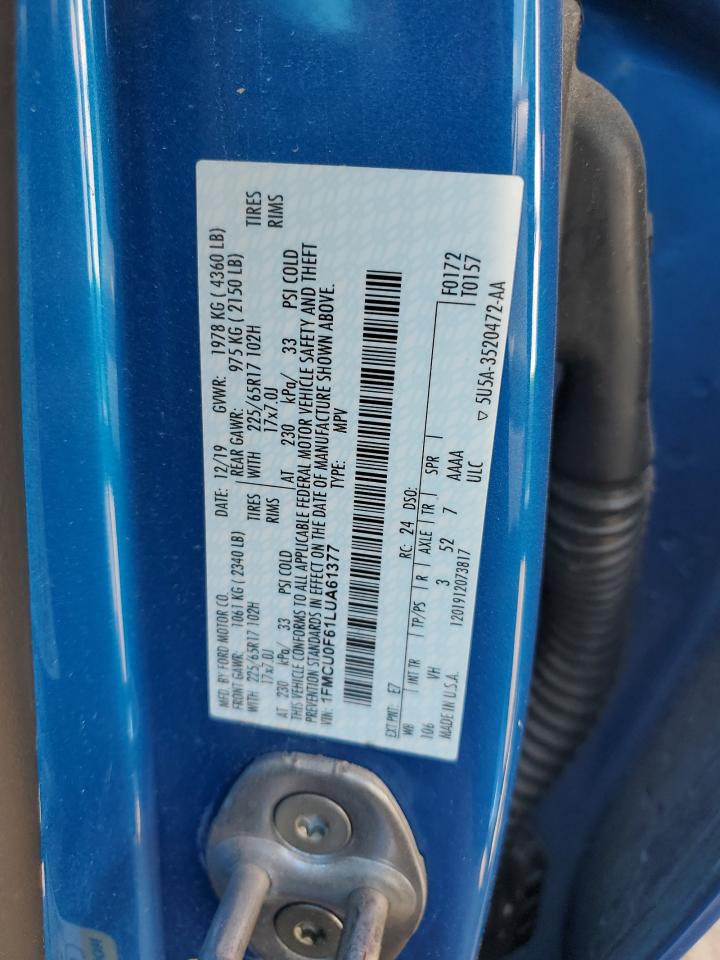 MFD. BY FORD MOTOR CO.
DATE: 12/19 GVWR: 1978 KG ( 4360 LB)
FRONT GAWR: 1061 KG ( 2340 LB) REAR GAWR: 975 KG ( 2150 LB)
WITH 225/65R17 102H TIRES WITH 225/65R17 102H TIRES
17x7.0J RIMS 17x7.0J RIMS
AT 230 kPa/ 33 PSI COLD AT 230 kPa/ 33 PSI COLD
THIS VEHICLE CONFORMS TO ALL APPLICABLE FEDERAL MOTOR VEHICLE SAFETY AND THEFT
PREVENTION STANDARDS IN EFFECT ON THE DATE OF MANUFACTURE SHOWN ABOVE.
VIN: 1FMCU0F61LUA61377 TYPE: MPV
EXT PNT: E7 RC: 24 DSO: F0172
WB INT TR TP/PS R AXLE TR SPR T0157
106 VH 3 52 7 AAAA
MADE IN U.S.A. 1201912073817 ULC
▽ 5U5A-3520472-AA